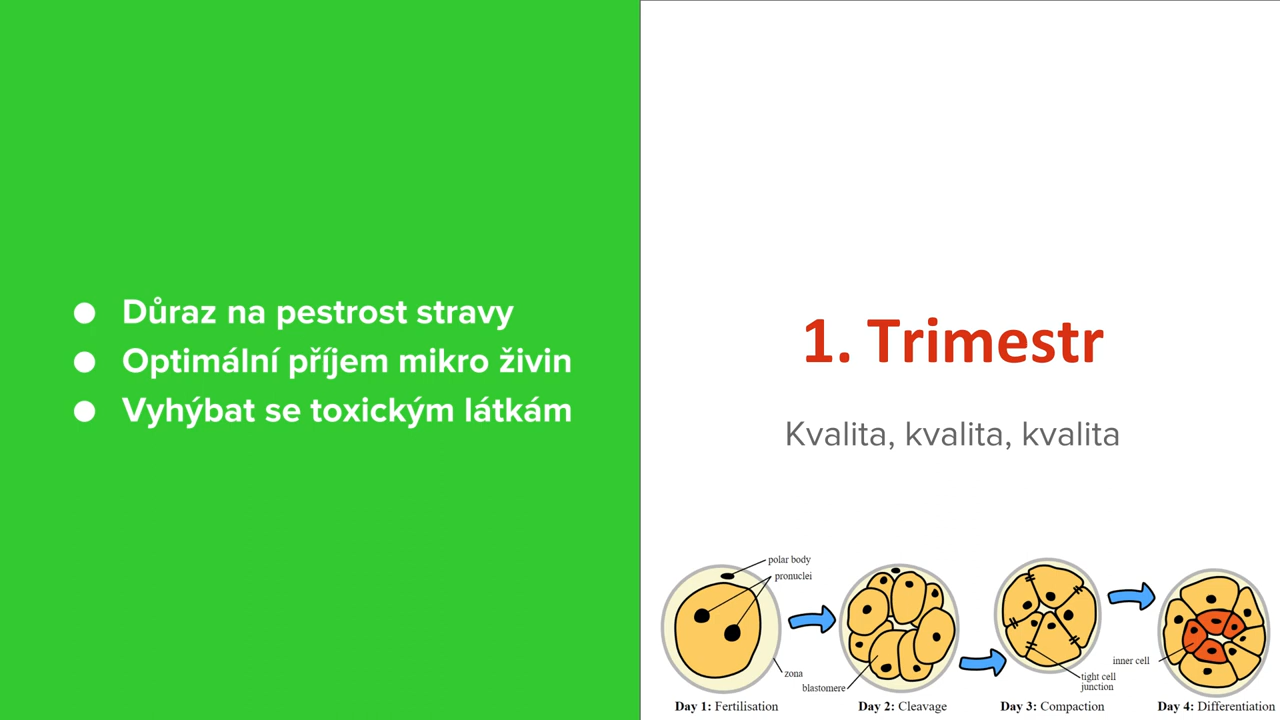 ● Důraz na pestrost stravy
● Optimální příjem mikro živin
● Vyhýbat se toxickým látkám
1. Trimestr
Kvalita, kvalita, kvalita
polar body
pronuclei
zona
blastomere
tight cell
junction
inner cell
Day 1: Fertilisation
Day 2: Cleavage
Day 3: Compaction
Day 4: Differentiation